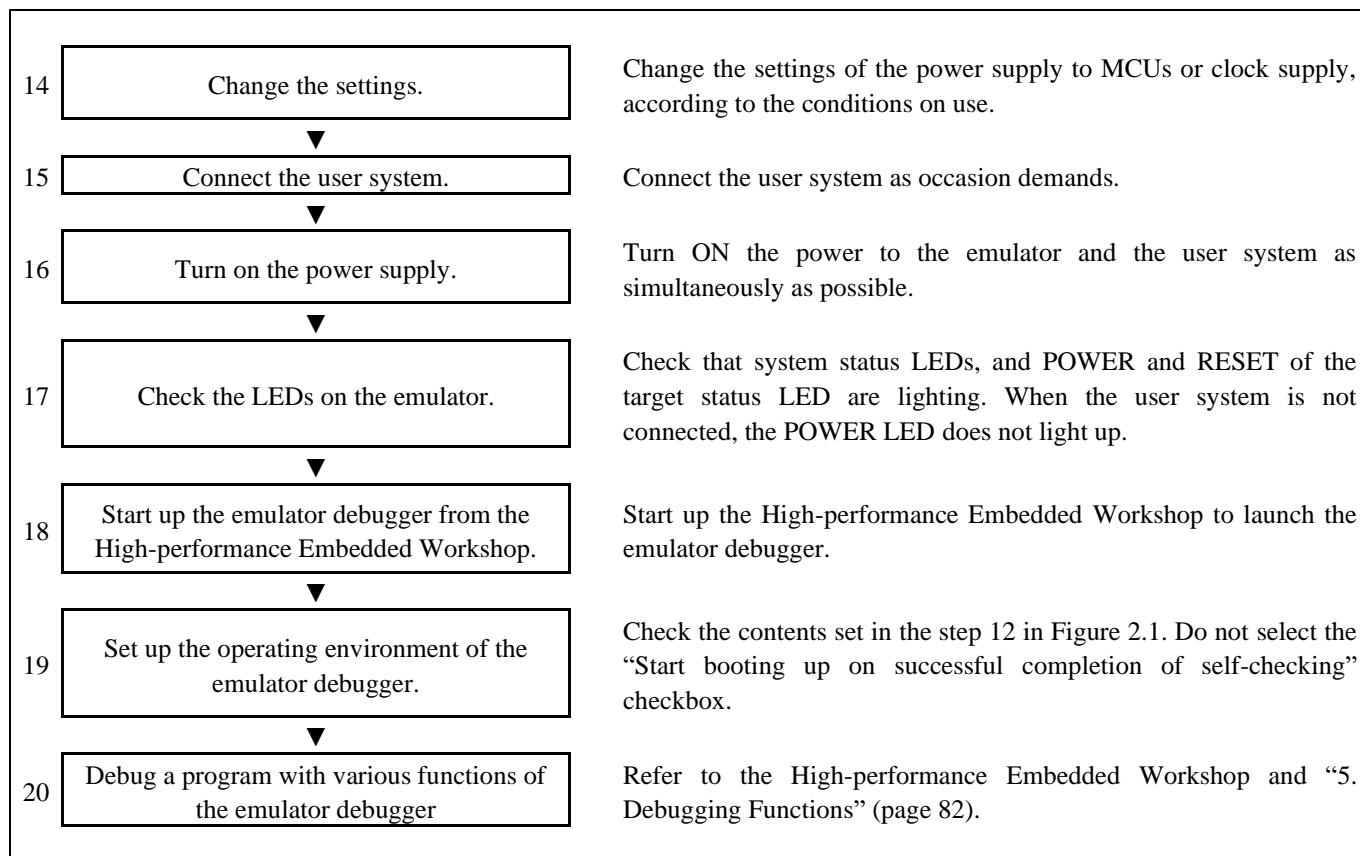 14
Change the settings.
Change the settings of the power supply to MCUs or clock supply,
according to the conditions on use.
▼
15
Connect the user system.
Connect the user system as occasion demands.
▼
16
Turn on the power supply.
Turn ON the power to the emulator and the user system as
simultaneously as possible.
▼
17
Check the LEDs on the emulator.
Check that system status LEDs, and POWER and RESET of the
target status LED are lighting. When the user system is not
connected, the POWER LED does not light up.
▼
18
Start up the emulator debugger from the
High-performance Embedded Workshop.
Start up the High-performance Embedded Workshop to launch the
emulator debugger.
▼
19
Set up the operating environment of the
emulator debugger.
Check the contents set in the step 12 in Figure 2.1. Do not select the
“Start booting up on successful completion of self-checking”
checkbox.
▼
20
Debug a program with various functions of
the emulator debugger
Refer to the High-performance Embedded Workshop and “5.
Debugging Functions” (page 82).